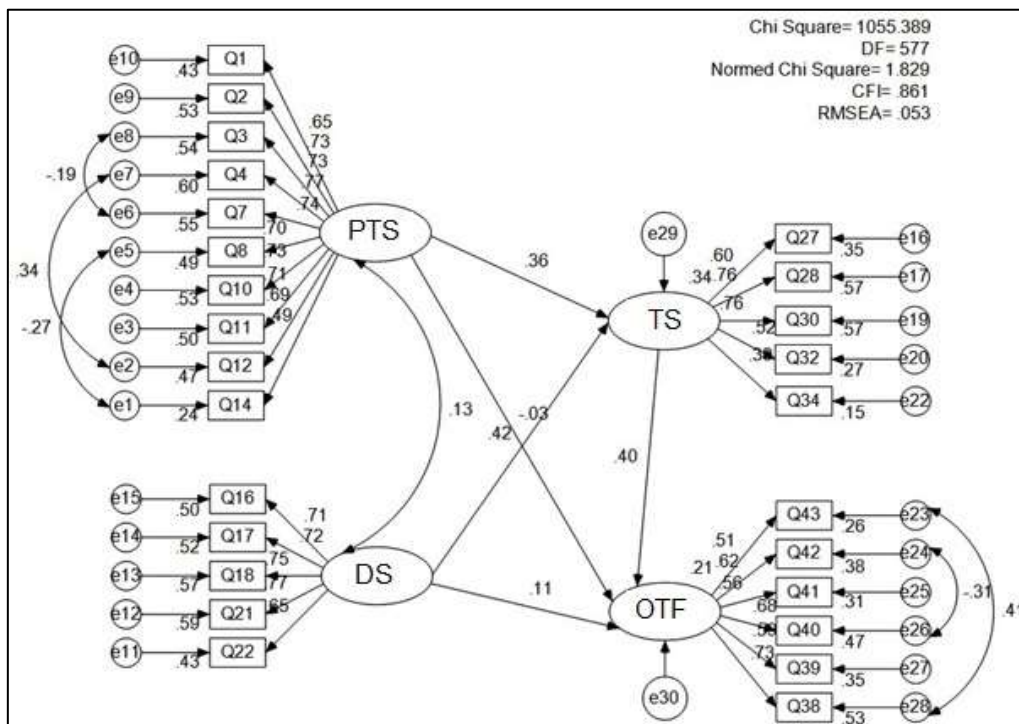 Chi Square= 1055.389
DF= 577
Normed Chi Square= 1.829
CFI= .861
RMSEA= .053
e10 .43 Q1
e9 .53 Q2
e8 .54 Q3
e7 .60 Q4
e6 .55 Q7
e5 .49 Q8
e4 .53 Q10
e3 .50 Q11
e2 .47 Q12
e1 .24 Q14
-.19
.34
-.27
.65
.73
.73
.77
.74
.70
.73
.71
.69
.49
PTS
.36
.13
.42
-.03
e29
.34
TS
.60
.76
.76
.52
Q27 .35 e16
Q28 .57 e17
Q30 .57 e19
Q32 .27 e20
Q34 .15 e22
.40
e15 .50 Q16
e14 .52 Q17
e13 .57 Q18
e12 .59 Q21
e11 .43 Q22
.71
.72
.75
.77
.65
DS
.11
.21
OTF
e30
.51
.62
.56
.68
.73
Q43 .26 e23
Q42 .38 e24
Q41 .31 e25
Q40 .47 e26
Q39 .35 e27
Q38 .53 e28
-.31
.41